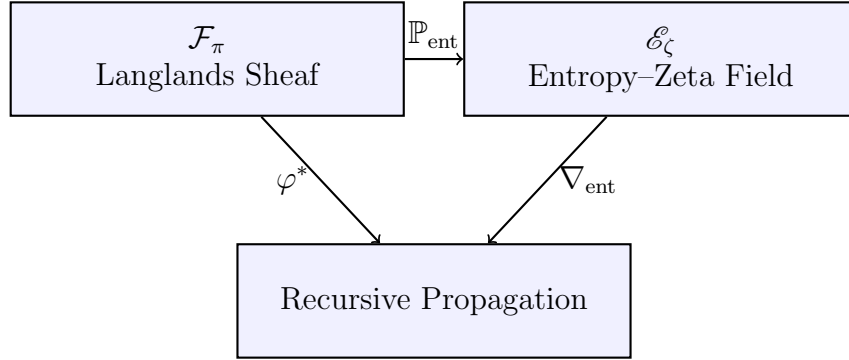 ℱ_π
Langlands Sheaf
ℙ_ent
ℰ_ζ
Entropy–Zeta Field
φ*
∇_ent
Recursive Propagation